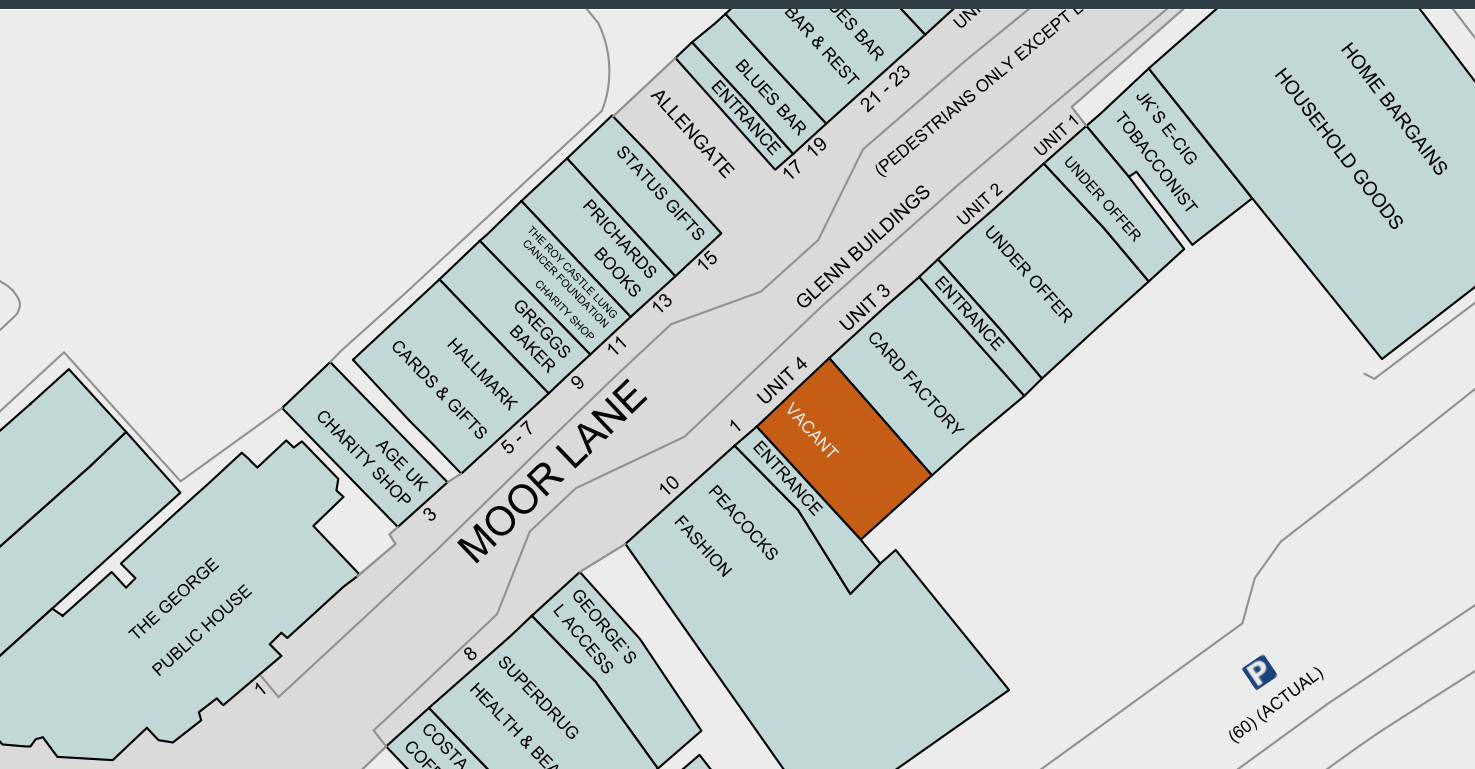 BAR & REST
BLUES BAR
ENTRANCE
17
19
21 - 23
ALLENGATE
STATUS GIFTS
15
PRICHARDS
BOOKS
13
THE ROY CASTLE LUNG
CANCER FOUNDATION
CHARITY SHOP
11
GREGGS
BAKER
9
HALLMARK
CARDS & GIFTS
5 - 7
AGE UK
CHARITY SHOP
3
THE GEORGE
PUBLIC HOUSE
1
MOOR LANE
(PEDESTRIANS ONLY EXCEPT
GLENN BUILDINGS
HOME BARGAINS
HOUSEHOLD GOODS
JK'S E-CIG
TOBACCONIST
UNIT 1
UNDER OFFER
UNIT 2
UNDER OFFER
ENTRANCE
UNIT 3
CARD FACTORY
UNIT 4
VACANT
1
ENTRANCE
10
PEACOCKS
FASHION
GEORGE'S
L ACCESS
8
SUPERDRUG
HEALTH &
COSTA
P
(60) (ACTUAL)